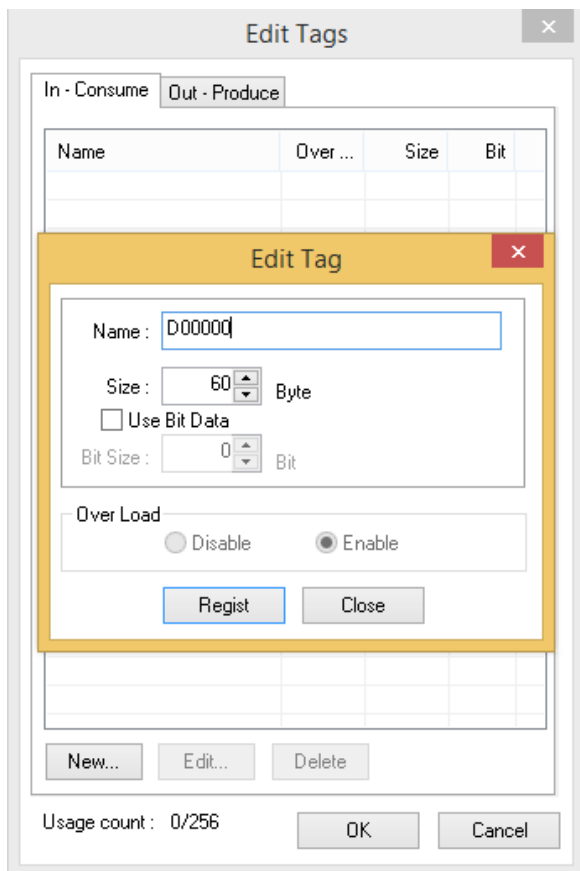 Edit Tags
In - Consume Out - Produce
Name Over ... Size Bit
Edit Tag
Name : D00000
Size : 60 Byte
Use Bit Data
Bit Size : 0 Bit
Over Load
Disable Enable
Regist Close
New... Edit... Delete
Usage count : 0/256 OK Cancel